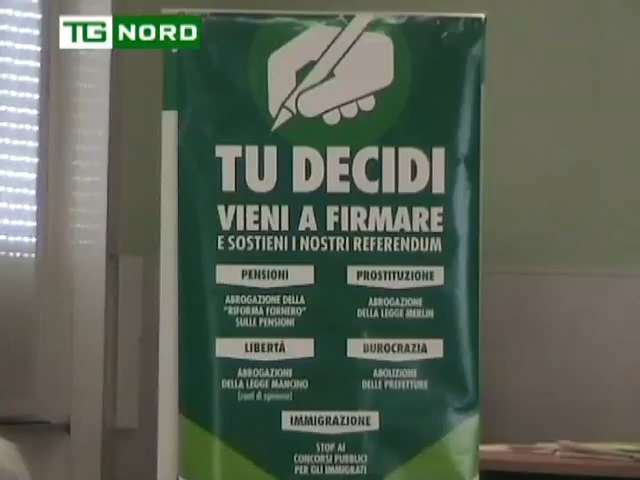 TG NORD
TU DECIDI
VIENI A FIRMARE
E SOSTIENI I NOSTRI REFERENDUM
PENSIONI
ABROGAZIONE DELLA
"RIFORMA FORNERO"
SULLE PENSIONI
PROSTITUZIONE
ABROGAZIONE
DELLA LEGGE MERLIN
LIBERTÀ
ABROGAZIONE
DELLA LEGGE MANCINO
(reati di opinione)
BUROCRAZIA
ABOLIZIONE
DELLE PREFETTURE
IMMIGRAZIONE
STOP AI
CONCORSI PUBBLICI
PER GLI IMMIGRATI